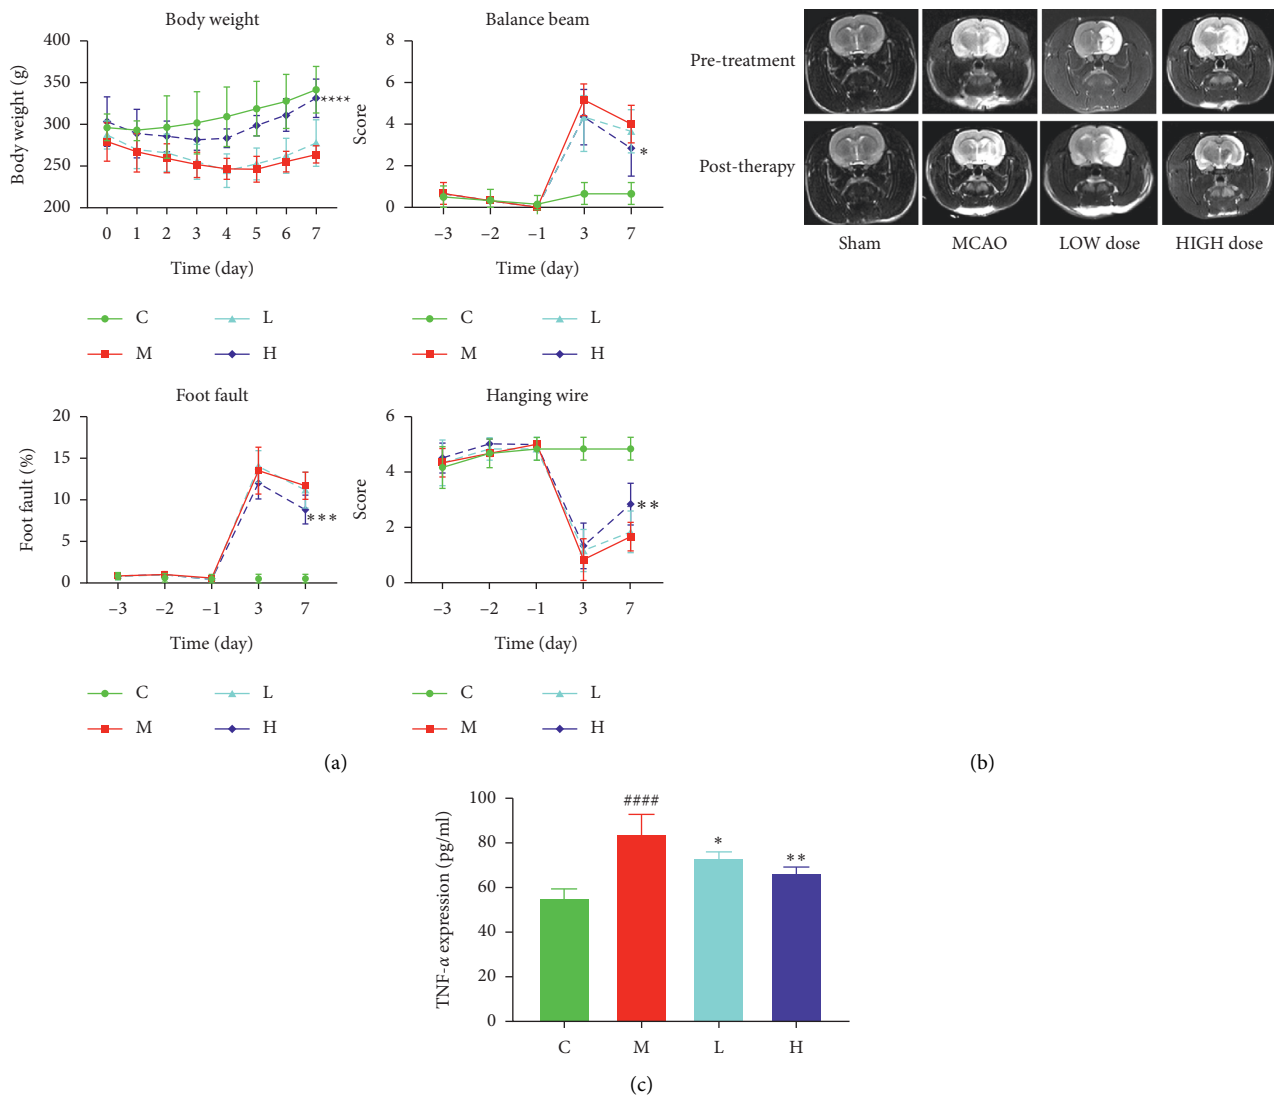 Body weight
Body weight (g)
350
300
250
200
0 1 2 3 4 5 6 7
****
Time (day)
C L
M H
Balance beam
Score
8
6
4
2
0
–3 –2 –1 3 7
*
Time (day)
C L
M H
Foot fault
Foot fault (%)
20
15
10
5
0
–3 –2 –1 3 7
***
Time (day)
C L
M H
Hanging wire
Score
6
4
2
0
–3 –2 –1 3 7
**
Time (day)
C L
M H
(a)
Pre-treatment
Post-therapy
Sham MCAO LOW dose HIGH dose
(b)
TNF-α expression (pg/ml)
100
80
60
40
20
0
####
*
**
C M L H
(c)